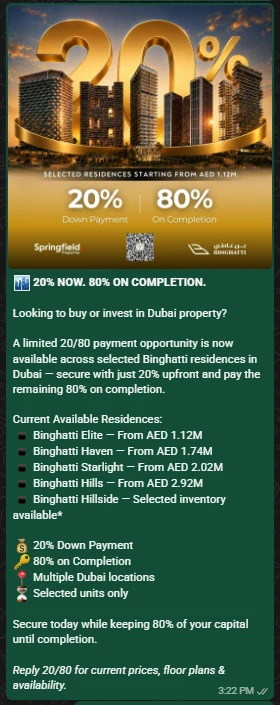 20%
SELECTED RESIDENCES STARTING FROM AED 1.12M
20%
Down Payment
80%
On Completion
Springfield
Properties
بن غاطي
BINGHATTI
🏙️ 20% NOW. 80% ON COMPLETION.
Looking to buy or invest in Dubai property?
A limited 20/80 payment opportunity is now
available across selected Binghatti residences in
Dubai — secure with just 20% upfront and pay the
remaining 80% on completion.
Current Available Residences:
▪️ Binghatti Elite — From AED 1.12M
▪️ Binghatti Haven — From AED 1.74M
▪️ Binghatti Starlight — From AED 2.02M
▪️ Binghatti Hills — From AED 2.92M
▪️ Binghatti Hillside — Selected inventory
available*
💰 20% Down Payment
🔑 80% on Completion
📍 Multiple Dubai locations
⏳ Selected units only
Secure today while keeping 80% of your capital
until completion.
Reply 20/80 for current prices, floor plans &
availability.
3:22 PM